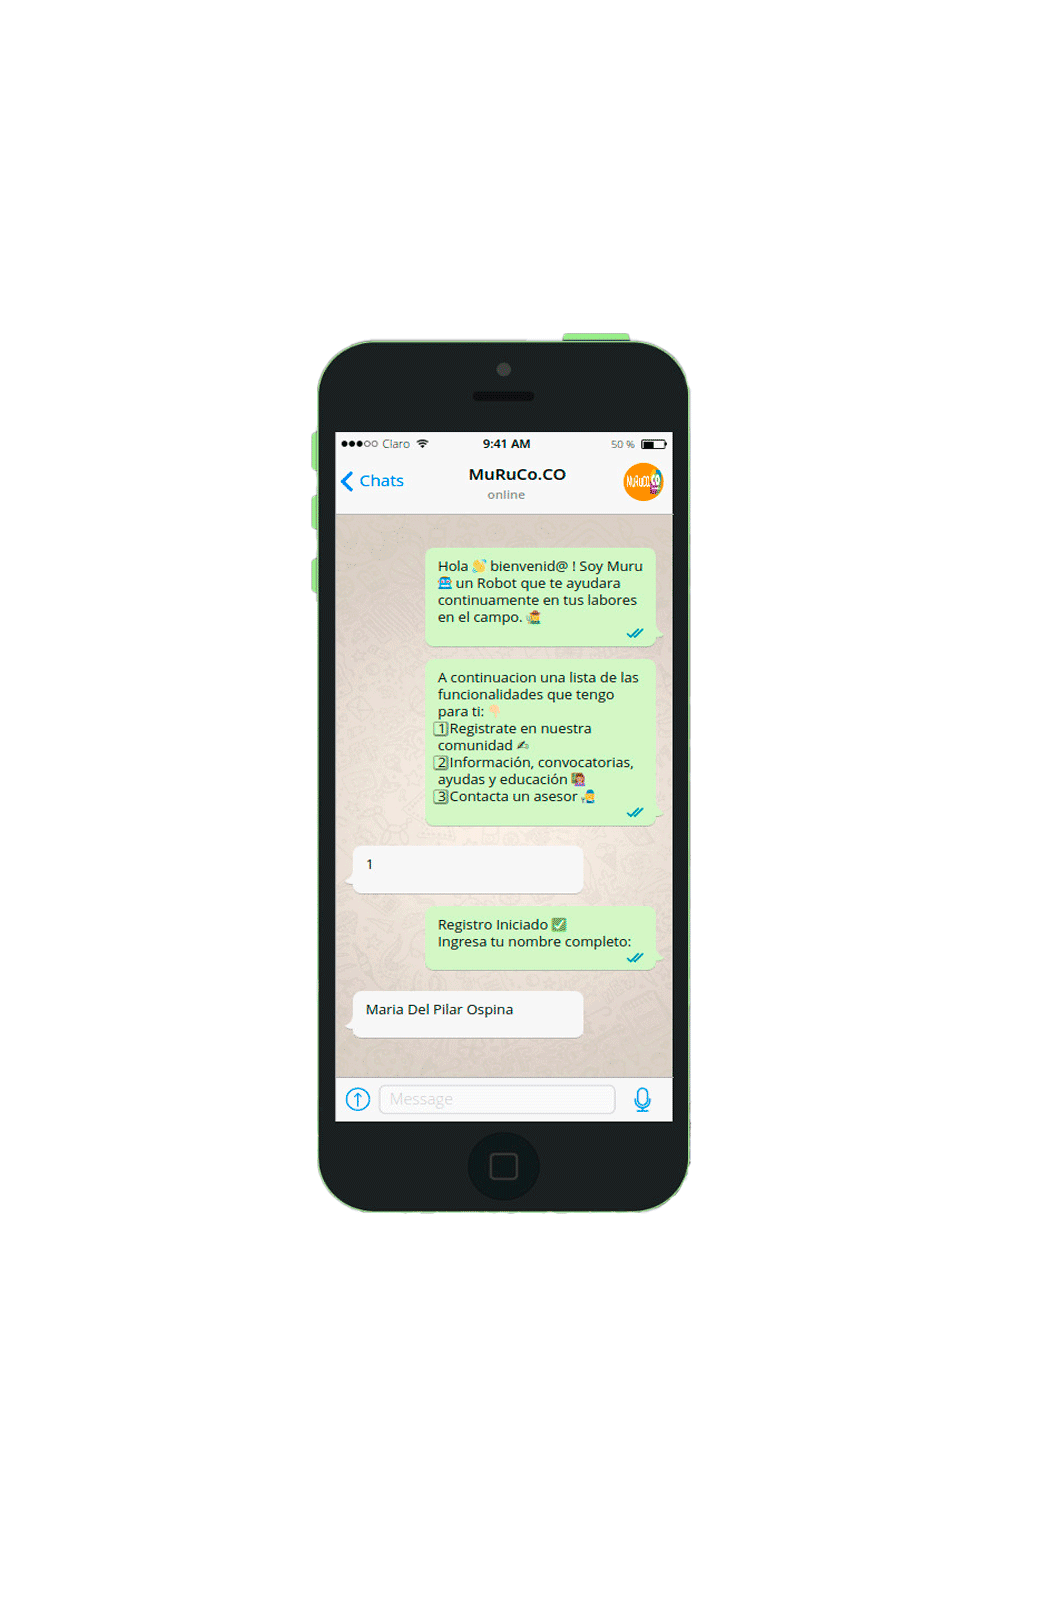 Claro 9:41 AM 50 %
Chats
MuRuCo.CO
online
MuRuCO
Hola 👋 bienvenid@ ! Soy Muru
🤖 un Robot que te ayudara
continuamente en tus labores
en el campo. 👩‍🌾
A continuacion una lista de las
funcionalidades que tengo
para ti: 👇🏻
1️⃣Registrate en nuestra
comunidad ✍
2️⃣Información, convocatorias,
ayudas y educación 👩🏽‍🏫
3️⃣Contacta un asesor
1
Registro Iniciado ✅
Ingresa tu nombre completo:
Maria Del Pilar Ospina
Message